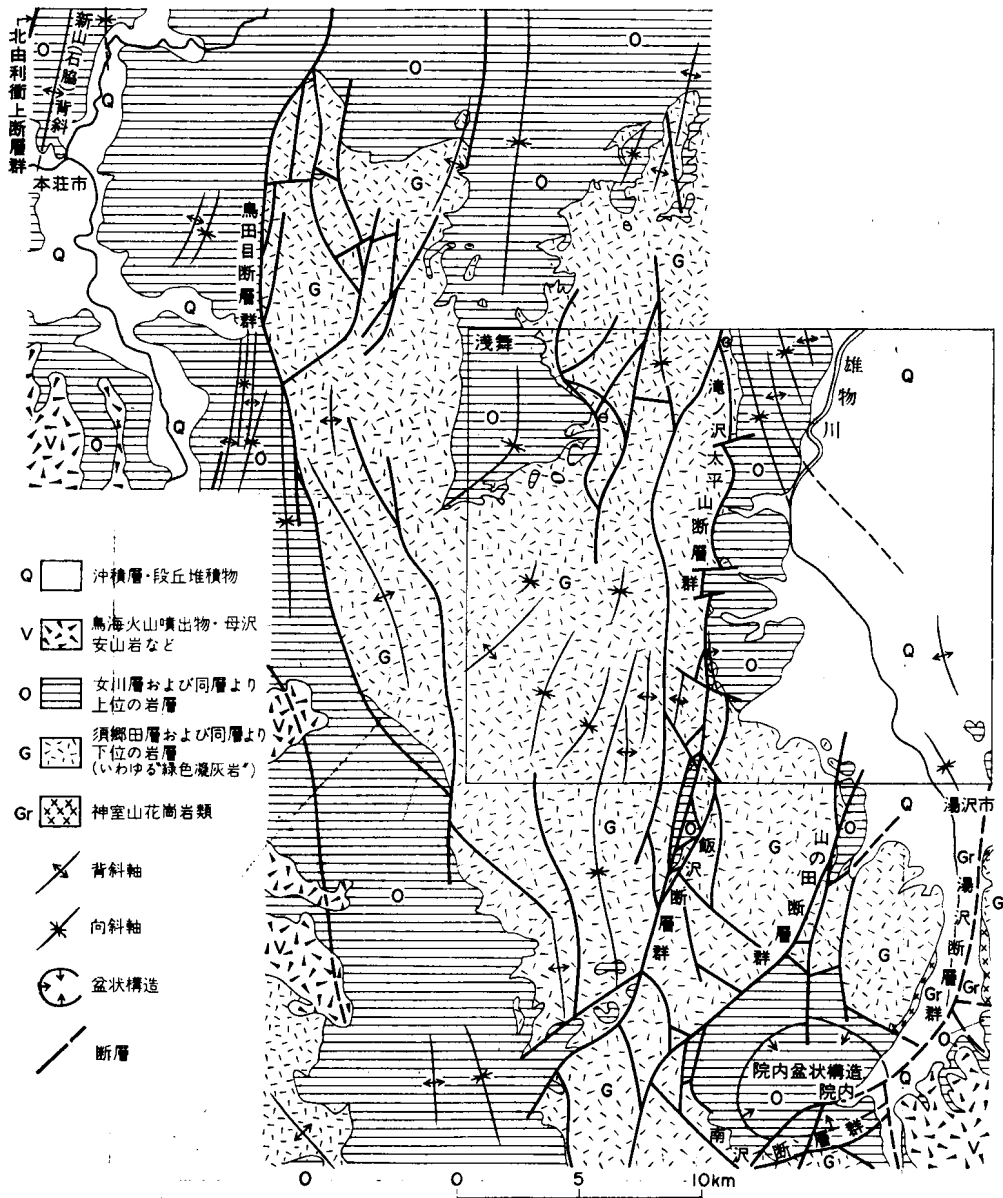 北由利衝上断層群
新山(石脇)背斜
O
O
O
Q
本荘市
鳥田目断層群
G
O
Q
Q
G
G
浅舞
滝ノ沢
太平山断層群
雄物川
Q
O
O
V
O
Q
O
G
O
Q
G
O
Q 沖積層・段丘堆積物
V 鳥海火山噴出物・母沢
安山岩など
O 女川層および同層より
上位の岩層
G 須郷田層および同層より
下位の岩層
(いわゆる“緑色凝灰岩”)
Gr 神室山花崗岩類
背斜軸
向斜軸
盆状構造
断層
O
G
O
飯沢断層群
G
山の田断層群
O
Q
湯沢市
Gr
湯沢断層群
G
G
Gr
Gr
O
院内盆状構造
院内
O
Q
G
南沢断層群
G
V
O
0 5 10km